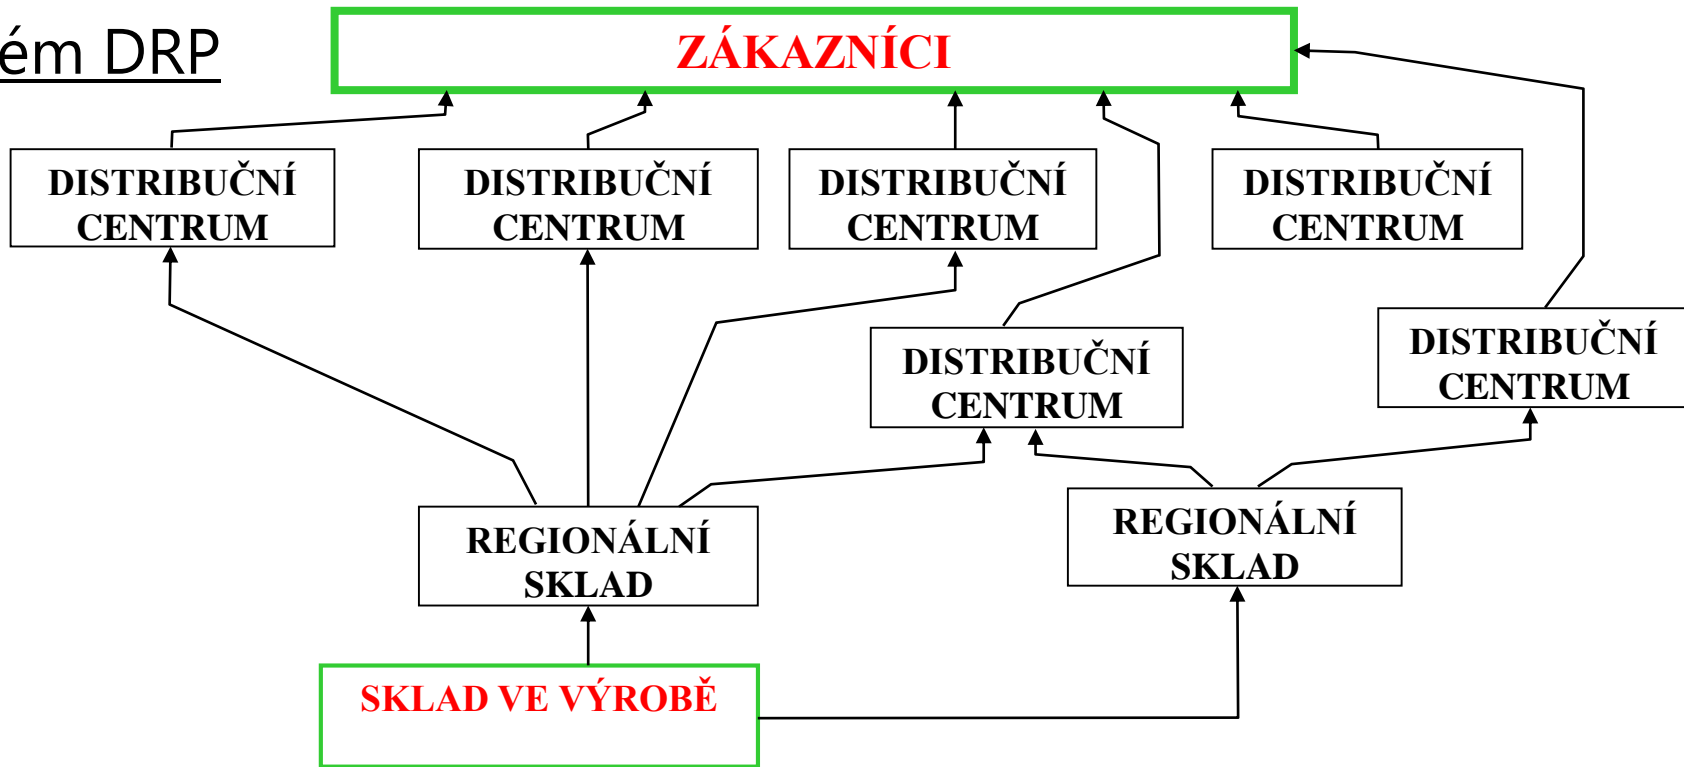 ém DRP
ZÁKAZNÍCI
DISTRIBUČNÍ
CENTRUM
DISTRIBUČNÍ
CENTRUM
DISTRIBUČNÍ
CENTRUM
DISTRIBUČNÍ
CENTRUM
DISTRIBUČNÍ
CENTRUM
DISTRIBUČNÍ
CENTRUM
REGIONÁLNÍ
SKLAD
REGIONÁLNÍ
SKLAD
SKLAD VE VÝROBĚ